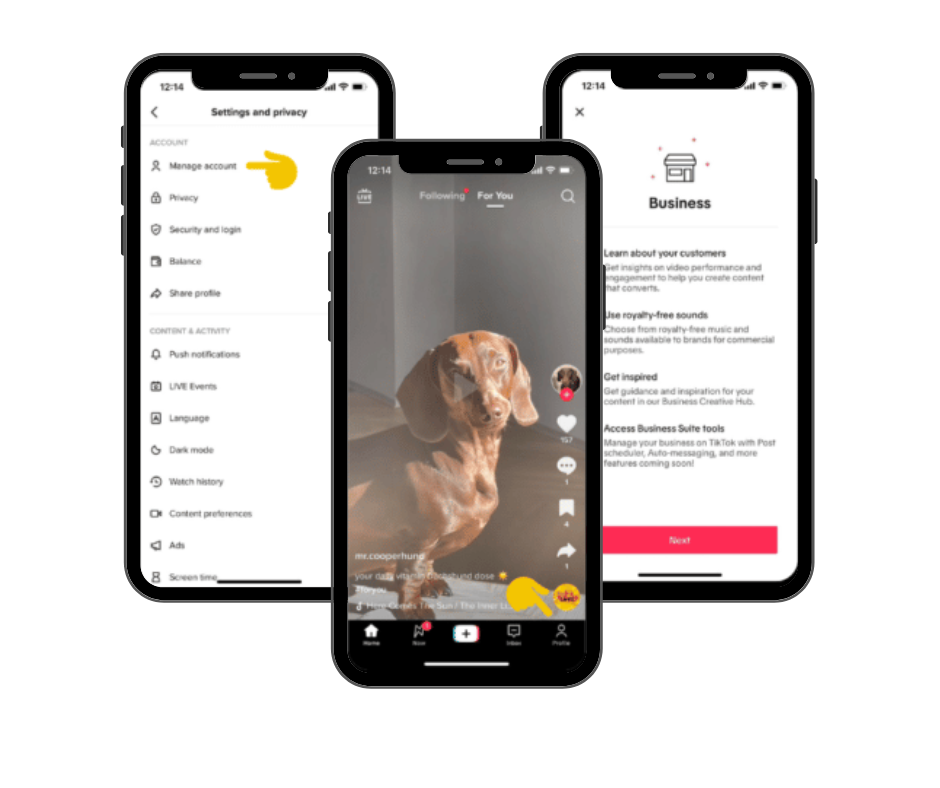 12:14
Settings and privacy
ACCOUNT
Manage account
Privacy
Security and login
Balance
Share profile
CONTENT & ACTIVITY
Push notifications
LIVE Events
Language
Dark mode
Watch history
Content preferences
Ads
Screen time
12:14
LIVE
Following
For You
157
1
4
1
mr.cooperhund
your daily vitamin Dachshund dose
#foryou
Here Comes The Sun / The Inner
Home
Now
1
Inbox
Profile
12:14
Business
Learn about your customers
Get insights on video performance and
engagement to help you create content
that converts.
Use royalty-free sounds
Choose from royalty-free music and
sounds available to brands for commercial
purposes.
Get inspired
Get guidance and inspiration for your
content in our Business Creative Hub.
Access Business Suite tools
Manage your business on TikTok with Post
scheduler, Auto-messaging, and more
features coming soon!
Next